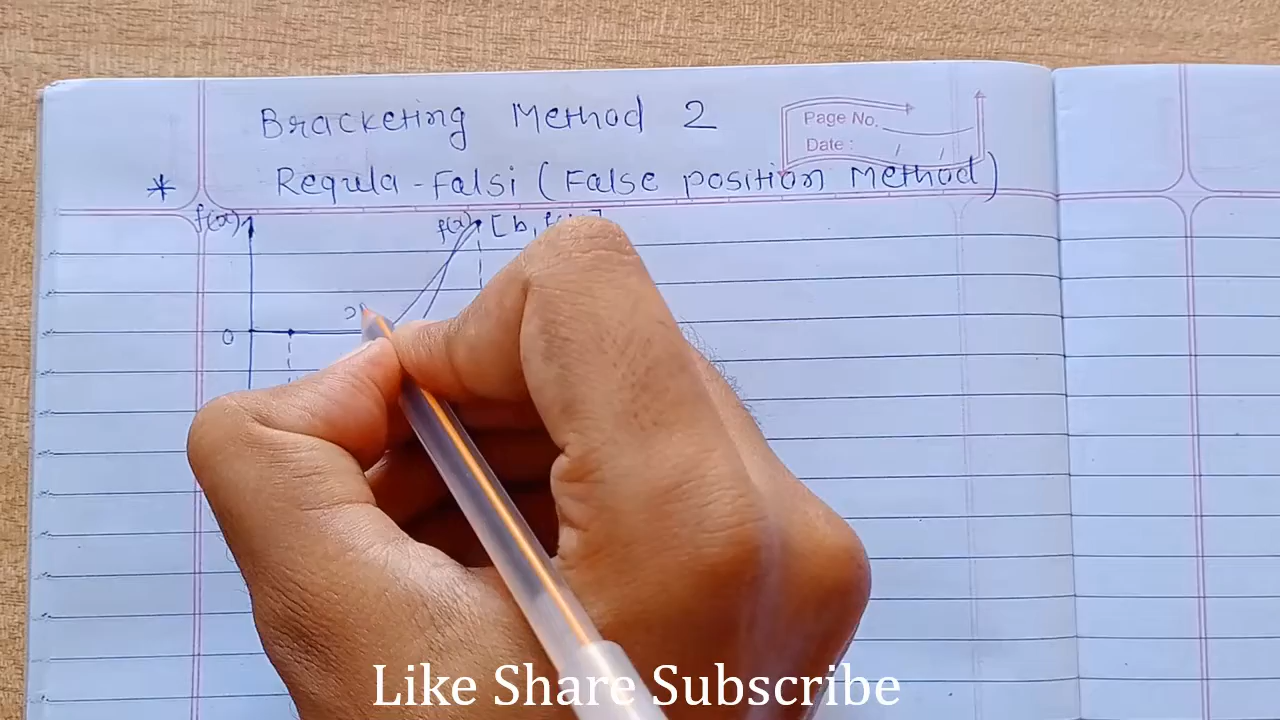 Bracketing Method 2
Page No.
Date : / /
* Regula - Falsi ( False position Method )
f(x)
f(x) [ b,
0
Like Share Subscribe